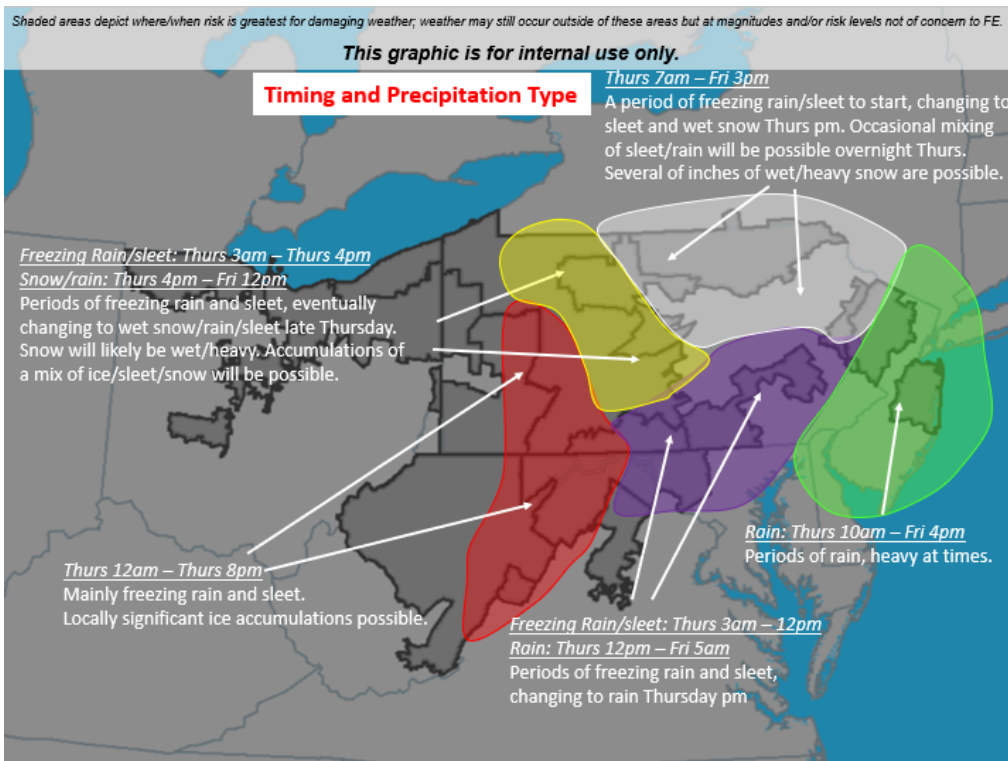 Shaded areas depict where/when risk is greatest for damaging weather; weather may still occur outside of these areas but at magnitudes and/or risk levels not of concern to FE.
This graphic is for internal use only.
Timing and Precipitation Type
Thurs 7am – Fri 3pm
A period of freezing rain/sleet to start, changing to
sleet and wet snow Thurs pm. Occasional mixing
of sleet/rain will be possible overnight Thurs.
Several of inches of wet/heavy snow are possible.
Freezing Rain/sleet: Thurs 3am – Thurs 4pm
Snow/rain: Thurs 4pm – Fri 12pm
Periods of freezing rain and sleet, eventually
changing to wet snow/rain/sleet late Thursday.
Snow will likely be wet/heavy. Accumulations of
a mix of ice/sleet/snow will be possible.
Rain: Thurs 10am – Fri 4pm
Periods of rain, heavy at times.
Thurs 12am – Thurs 8pm
Mainly freezing rain and sleet.
Locally significant ice accumulations possible.
Freezing Rain/sleet: Thurs 3am – 12pm
Rain: Thurs 12pm – Fri 5am
Periods of freezing rain and sleet,
changing to rain Thursday pm